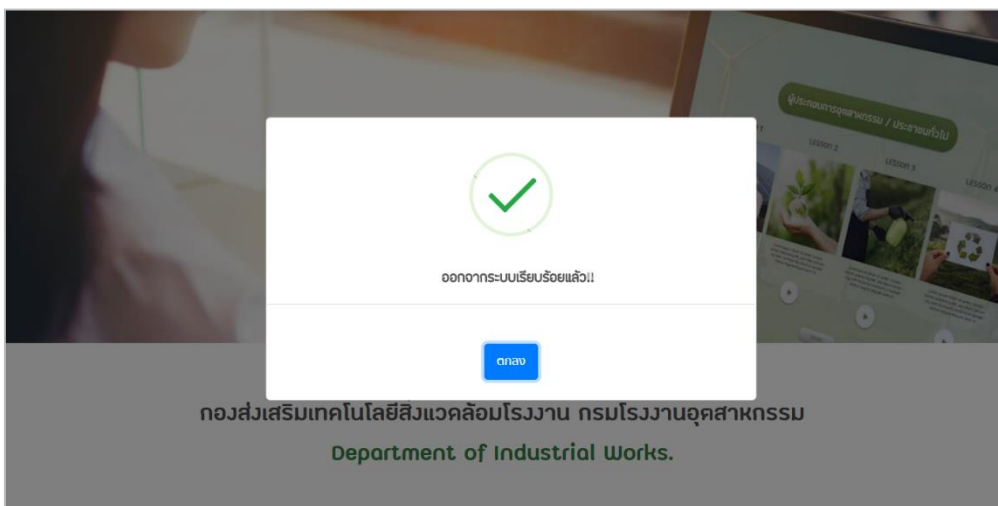 ผู้ประกอบการอุตสาหกรรม / ประชาชนทั่วไป
1
LESSON 2
LESSON 3
LESSON 4
ออกจากระบบเรียบร้อยแล้ว!!
ตกลง
กองส่งเสริมเทคโนโลยีสิ่งแวดล้อมโรงงาน กรมโรงงานอุตสาหกรรม
Department of Industrial Works.